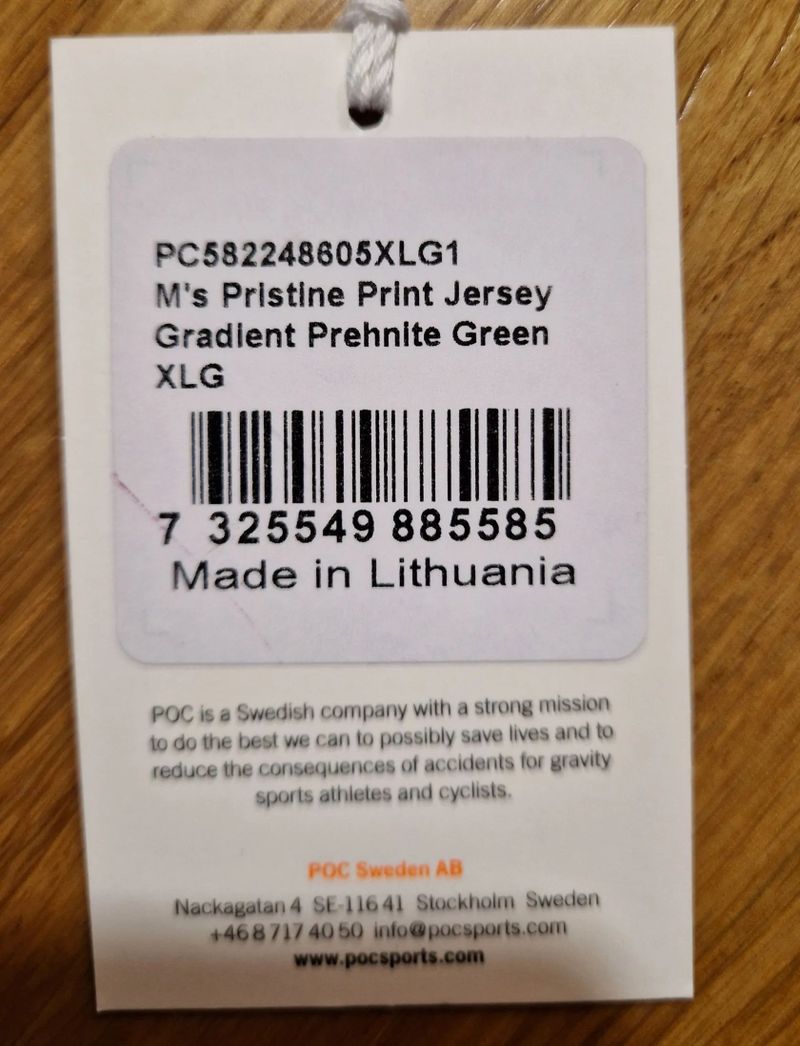 PC582248605XLG1
M's Pristine Print Jersey
Gradient Prehnite Green
XLG
7 325549 885585
Made in Lithuania
POC is a Swedish company with a strong mission
to do the best we can to possibly save lives and to
reduce the consequences of accidents for gravity
sports athletes and cyclists.
POC Sweden AB
Nackagatan 4 SE-116 41 Stockholm Sweden
+46 8 717 40 50 info@pocsports.com
www.pocsports.com